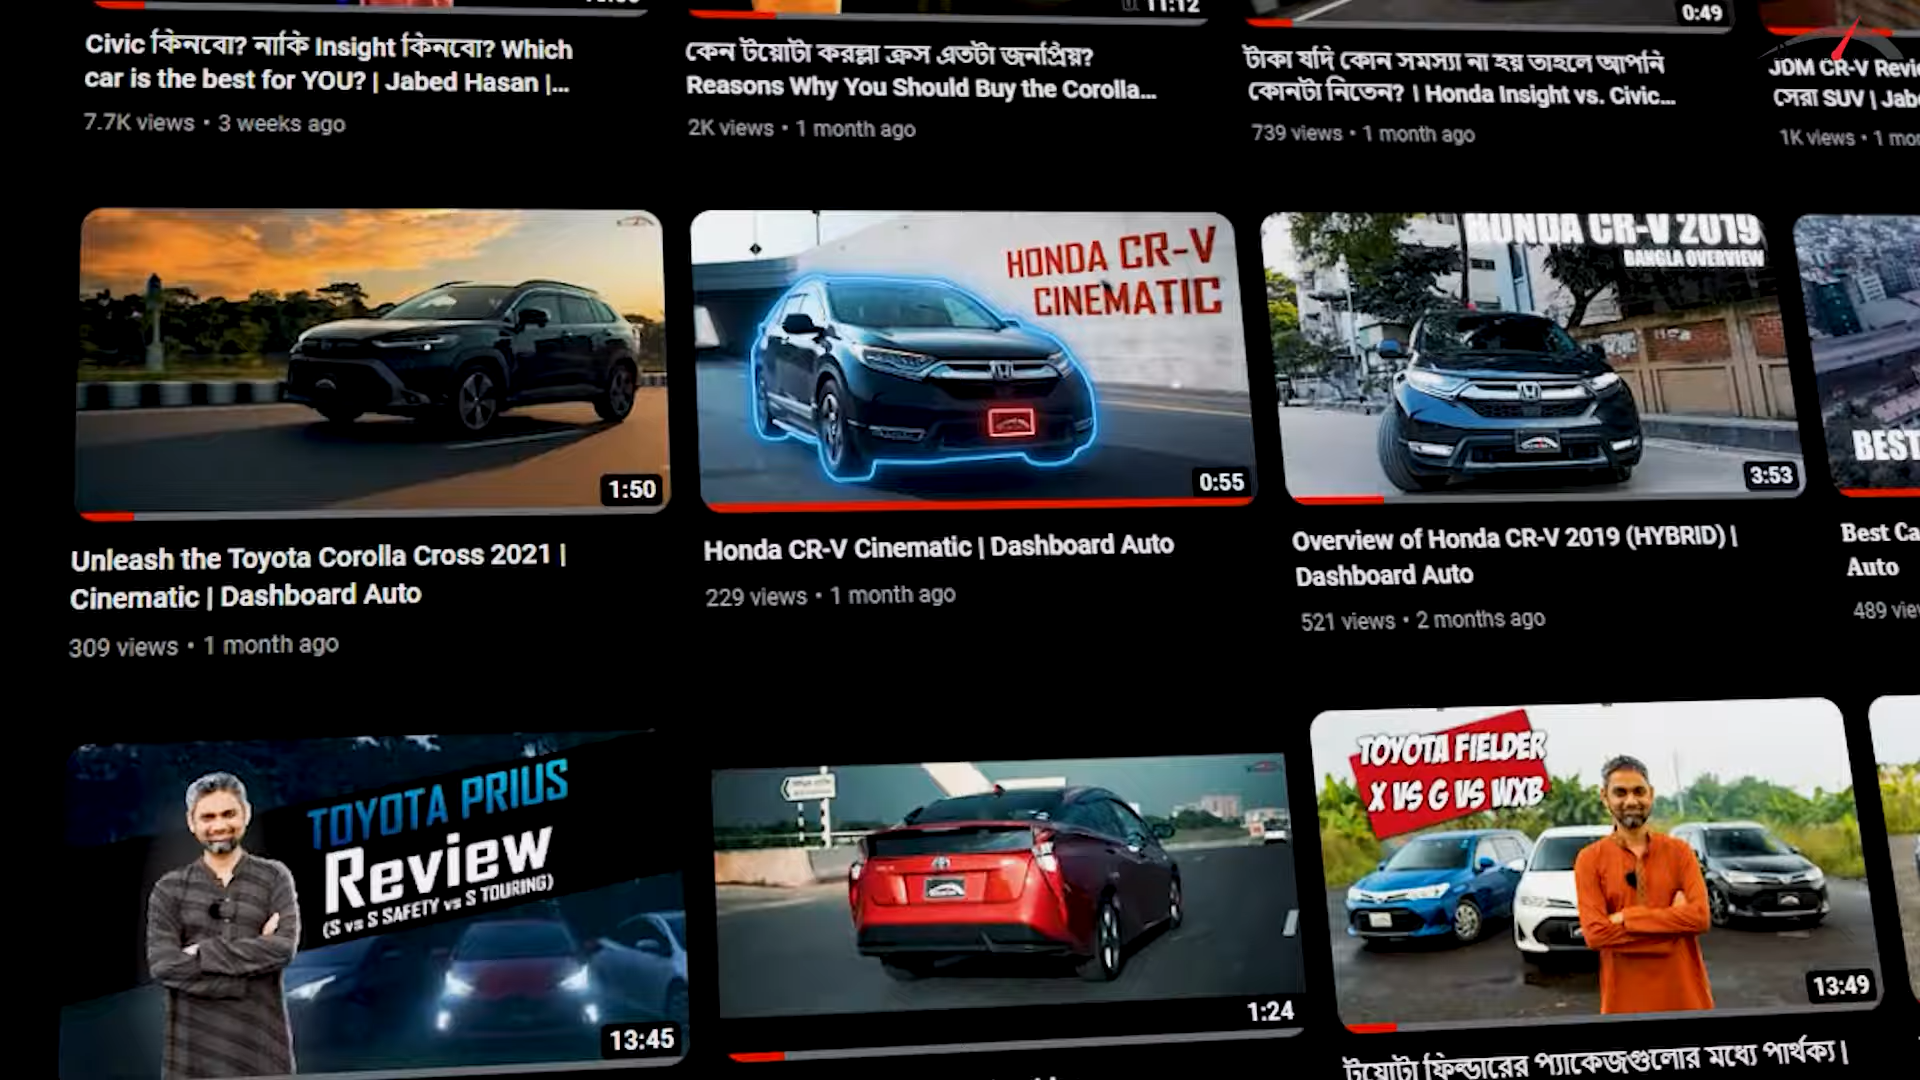 11:12
0:49
Civic কিনবো? নাকি Insight কিনবো? Which
car is the best for YOU? | Jabed Hasan |...
7.7K views • 3 weeks ago
কেন টয়োটা করল্লা ক্রস এতটা জনপ্রিয়?
Reasons Why You Should Buy the Corolla...
2K views • 1 month ago
টাকা যদি কোন সমস্যা না হয় তাহলে আপনি
কোনটা নিতেন? । Honda Insight vs. Civic...
739 views • 1 month ago
JDM CR-V
সেরা SUV |
1K views • 1
1:50
Unleash the Toyota Corolla Cross 2021 |
Cinematic | Dashboard Auto
309 views • 1 month ago
HONDA CR-V
CINEMATIC
0:55
Honda CR-V Cinematic | Dashboard Auto
229 views • 1 month ago
HONDA CR-V 2019
BANGLA OVERVIEW
3:53
Overview of Honda CR-V 2019 (HYBRID) |
Dashboard Auto
521 views • 2 months ago
BEST
Best
Auto
489
TOYOTA PRIUS
Review
(S vs S SAFETY vs S TOURING)
13:45
1:24
TOYOTA FIELDER
X VS G VS WXB
13:49
টয়োটা ফিল্ডারের প্যাকেজগুলোর মধ্যে পার্থক্য |